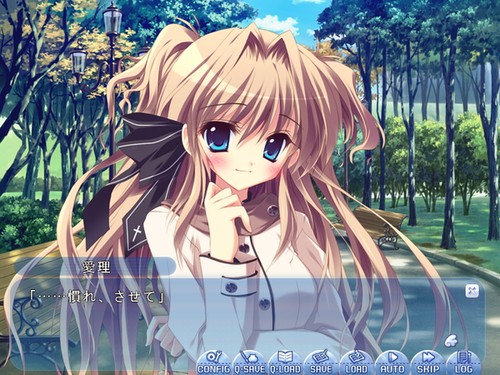 愛理
「……慣れ、させて」
CONFIG Q-SAVE Q-LOAD SAVE LOAD AUTO SKIP LOG